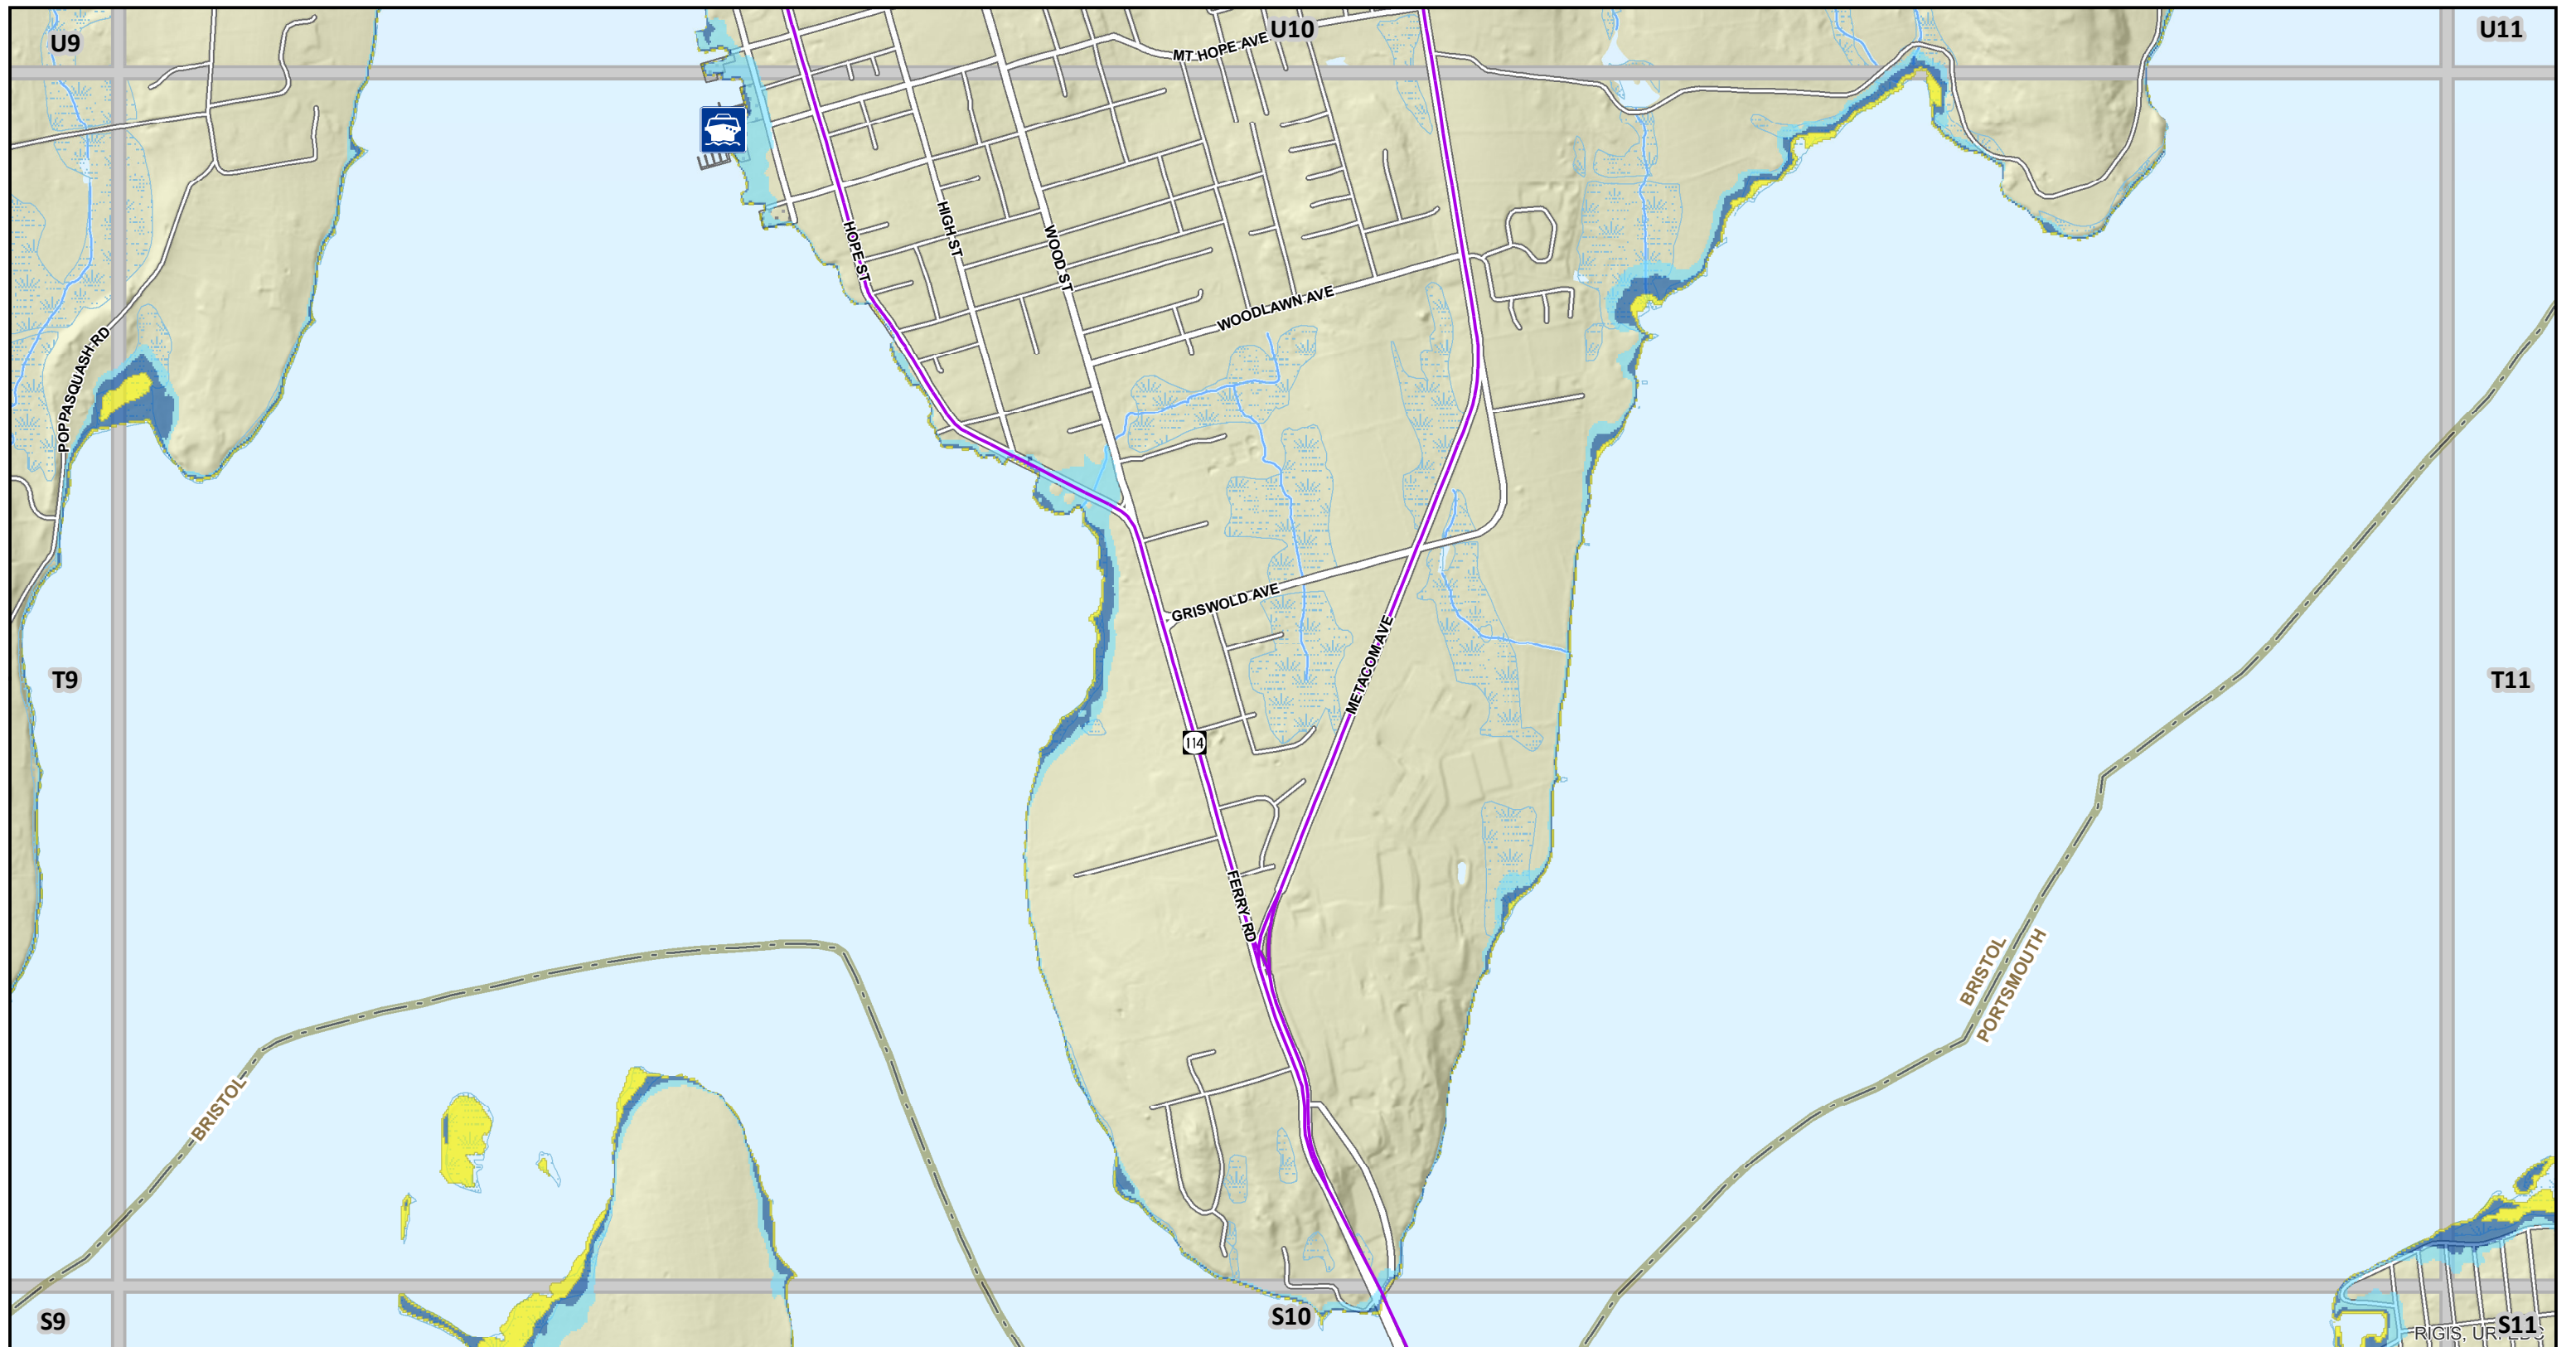 U9
U10
U11
MT HOPE AVE
HOPE ST
HIGH ST
WOOD ST
WOODLAWN AVE
POPPASQUASH RD
GRISWOLD AVE
METACOM AVE
T9
T11
114
FERRY RD
BRISTOL
PORTSMOUTH
BRISTOL
S9
S10
S11
RIGIS,